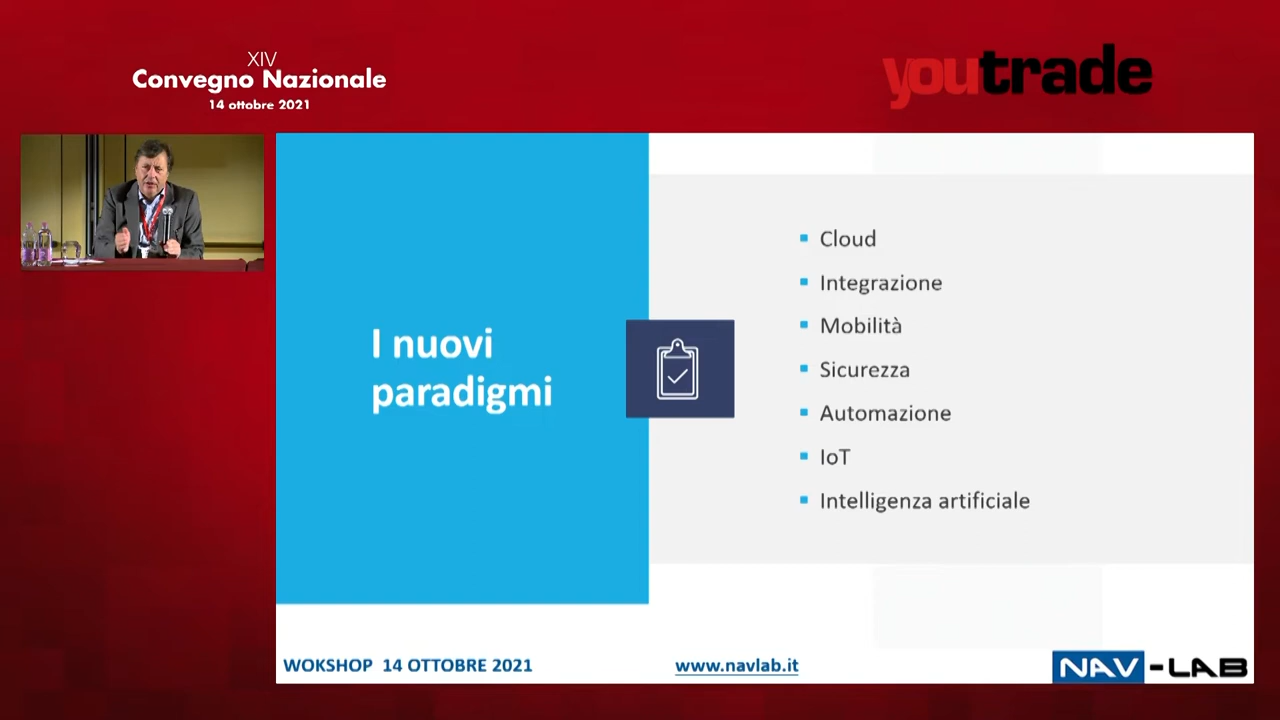 XIV
Convegno Nazionale
14 ottobre 2021
youtrade
I nuovi
paradigmi
Cloud
Integrazione
Mobilità
Sicurezza
Automazione
IoT
Intelligenza artificiale
WOKSHOP 14 OTTOBRE 2021
www.navlab.it
NAV-LAB